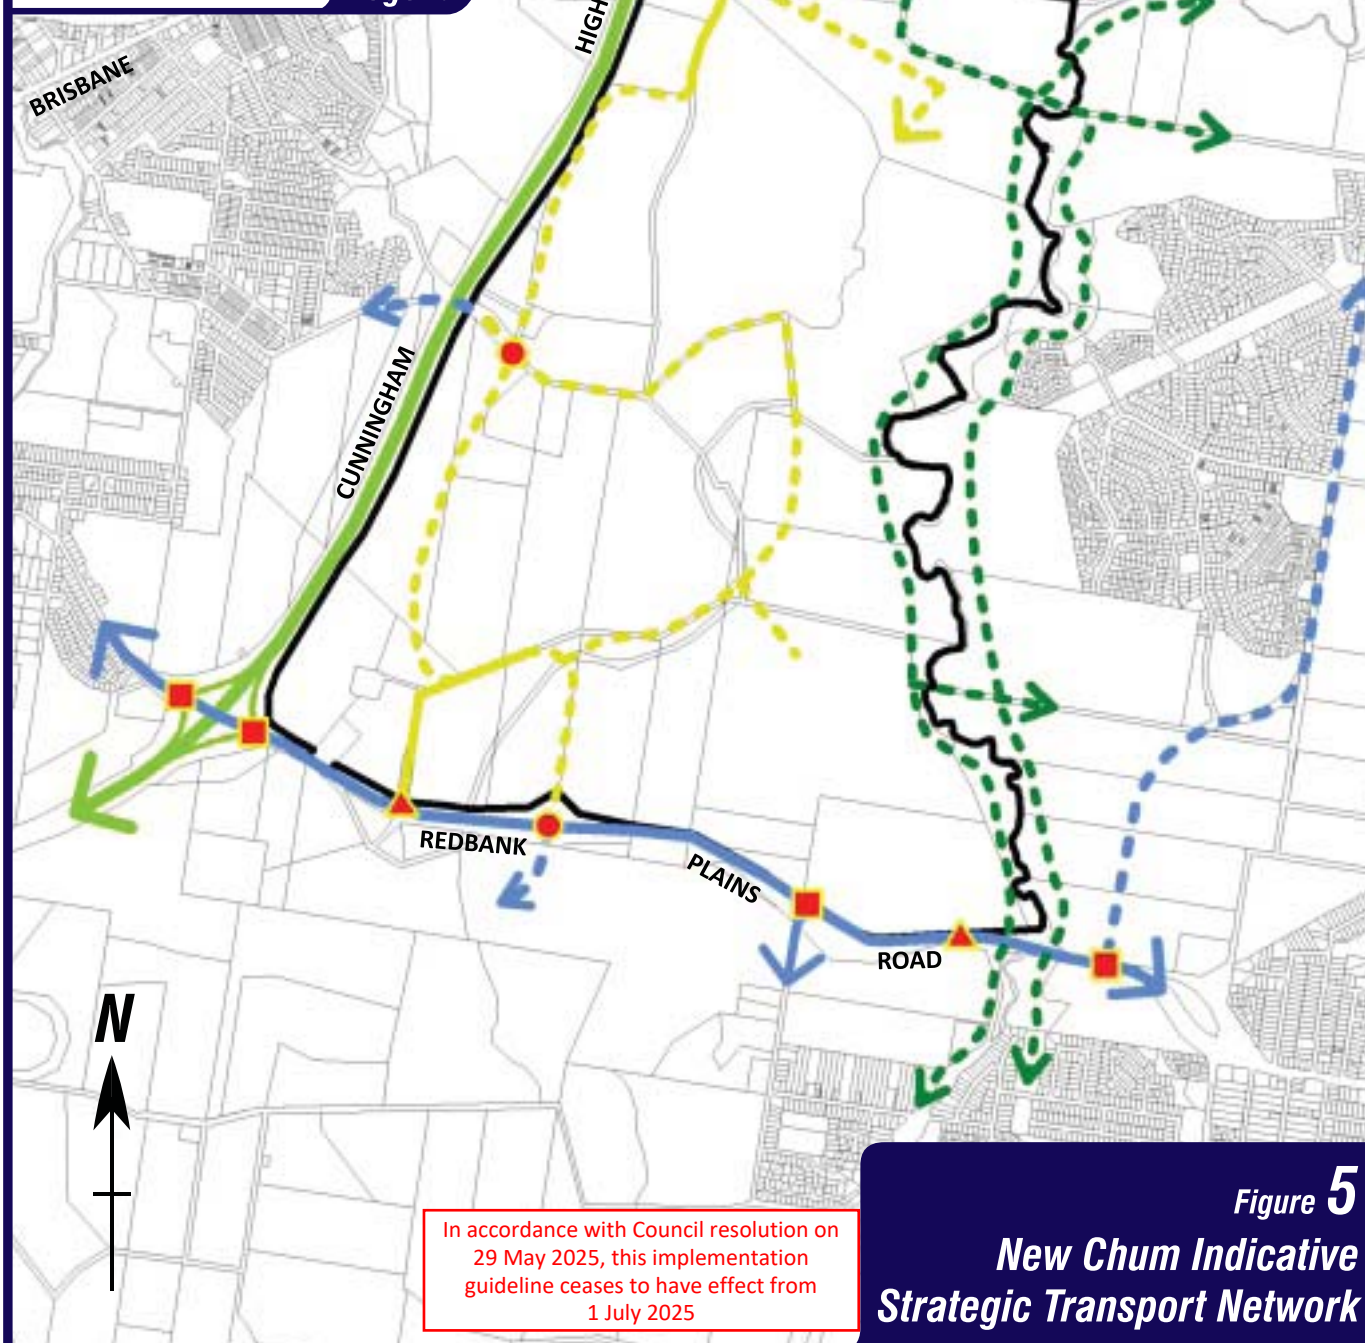 HIGH
BRISBANE
CUNNINGHAM
REDBANK
PLAINS
ROAD
N
In accordance with Council resolution on
29 May 2025, this implementation
guideline ceases to have effect from
1 July 2025
Figure 5
New Chum Indicative
Strategic Transport Network